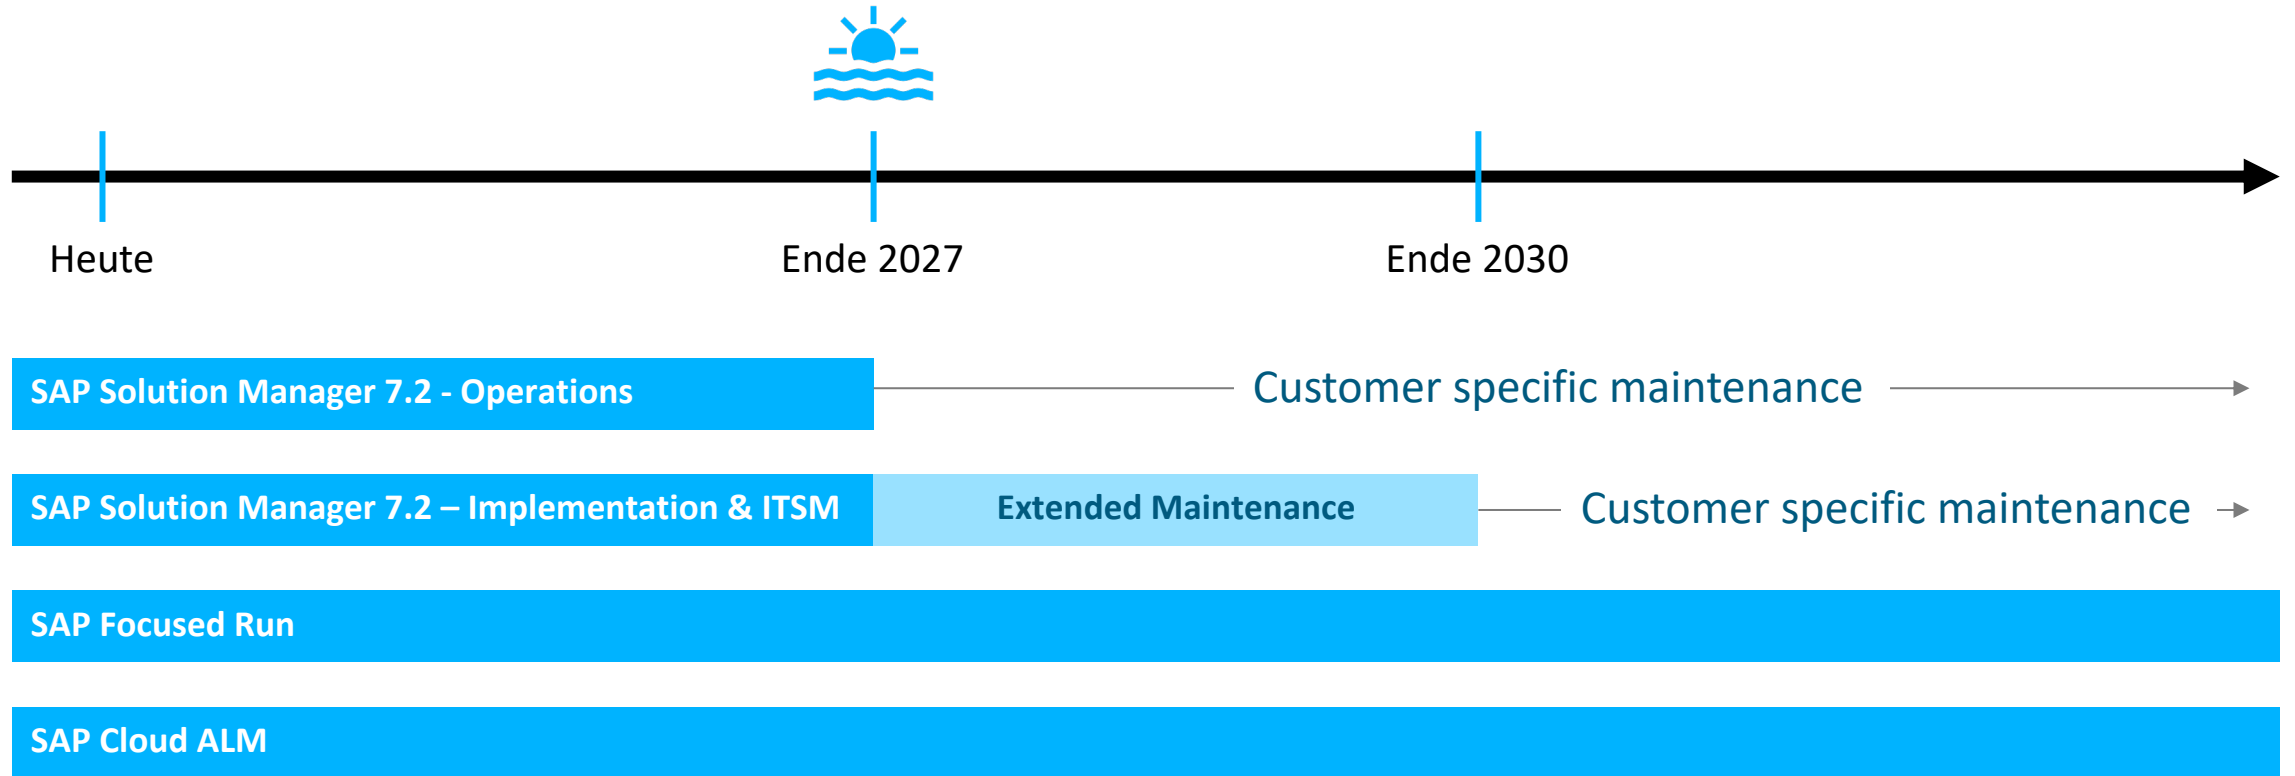 Heute
Ende 2027
Ende 2030
SAP Solution Manager 7.2 - Operations
Customer specific maintenance
SAP Solution Manager 7.2 – Implementation & ITSM
Extended Maintenance
Customer specific maintenance
SAP Focused Run
SAP Cloud ALM